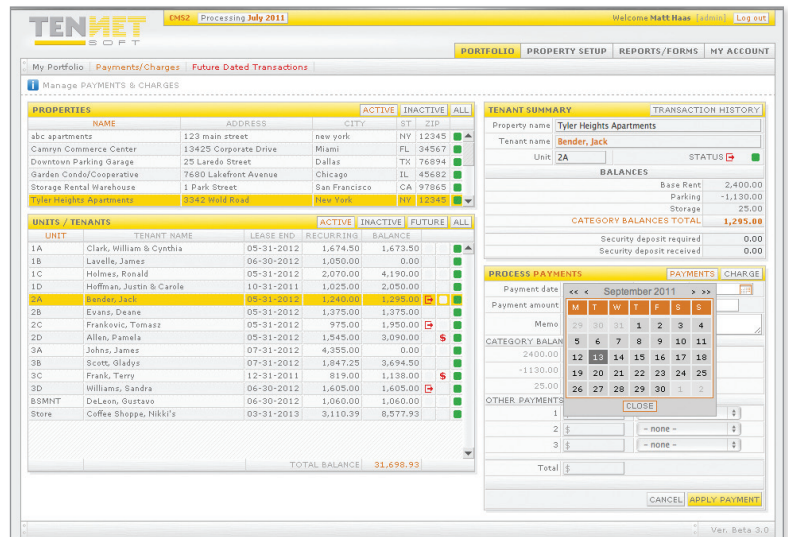 TENNET
SOFT
CMS2 Processing July 2011
Welcome Matt Haas [admin] Log out
PORTFOLIO PROPERTY SETUP REPORTS/FORMS MY ACCOUNT
My Portfolio Payments/Charges Future Dated Transactions
i Manage PAYMENTS & CHARGES
PROPERTIES ACTIVE INACTIVE ALL
NAME ADDRESS CITY ST ZIP
abc apartments 123 main street new york NY 12345
Camryn Commerce Center 13425 Corporate Drive Miami FL 34567
Downtown Parking Garage 25 Laredo Street Dallas TX 76894
Garden Condo/Cooperative 7680 Lakefront Avenue Chicago IL 45682
Storage Rental Warehouse 1 Park Street San Francisco CA 97865
Tyler Heights Apartments 3342 Wold Road New York NY 12345
UNITS / TENANTS ACTIVE INACTIVE FUTURE ALL
UNIT TENANT NAME LEASE END RECURRING BALANCE
1A Clark, William & Cynthia 05-31-2012 1,674.50 1,673.50
1B Lavelle, James 06-30-2012 1,050.00 0.00
1C Holmes, Ronald 05-31-2012 2,070.00 4,190.00
1D Hoffman, Justin & Carole 10-31-2011 1,025.00 2,050.00
2A Bender, Jack 05-31-2012 1,240.00 1,295.00
2B Evans, Deane 05-31-2012 1,375.00 1,375.00
2C Frankovic, Tomasz 05-31-2012 975.00 1,950.00
2D Allen, Pamela 05-31-2012 1,545.00 3,090.00 $
3A Johns, James 07-31-2012 4,355.00 0.00
3B Scott, Gladys 07-31-2012 1,847.25 3,694.50
3C Frank, Terry 12-31-2011 819.00 1,138.00 $
3D Williams, Sandra 06-30-2012 1,605.00 1,605.00
BSMNT DeLeon, Gustavo 06-30-2012 1,060.00 1,060.00
Store Coffee Shoppe, Nikki's 03-31-2013 3,110.39 8,577.93
TOTAL BALANCE 31,698.93
TENANT SUMMARY TRANSACTION HISTORY
Property name Tyler Heights Apartments
Tenant name Bender, Jack
Unit 2A STATUS
BALANCES
Base Rent 2,400.00
Parking -1,130.00
Storage 25.00
CATEGORY BALANCES TOTAL 1,295.00
Security deposit required 0.00
Security deposit received 0.00
PROCESS PAYMENTS PAYMENTS CHARGE
Payment date
Payment amount
Memo
CATEGORY BALAN
2400.00
-1130.00
25.00
OTHER PAYMENTS
<< < September 2011 > >>
M T W T F S S
29 30 31 1 2 3 4
5 6 7 8 9 10 11
12 13 14 15 16 17 18
19 20 21 22 23 24 25
26 27 28 29 30 1 2
CLOSE
1 $
2 $ – none –
3 $ – none –
Total $
CANCEL APPLY PAYMENT
Ver. Beta 3.0